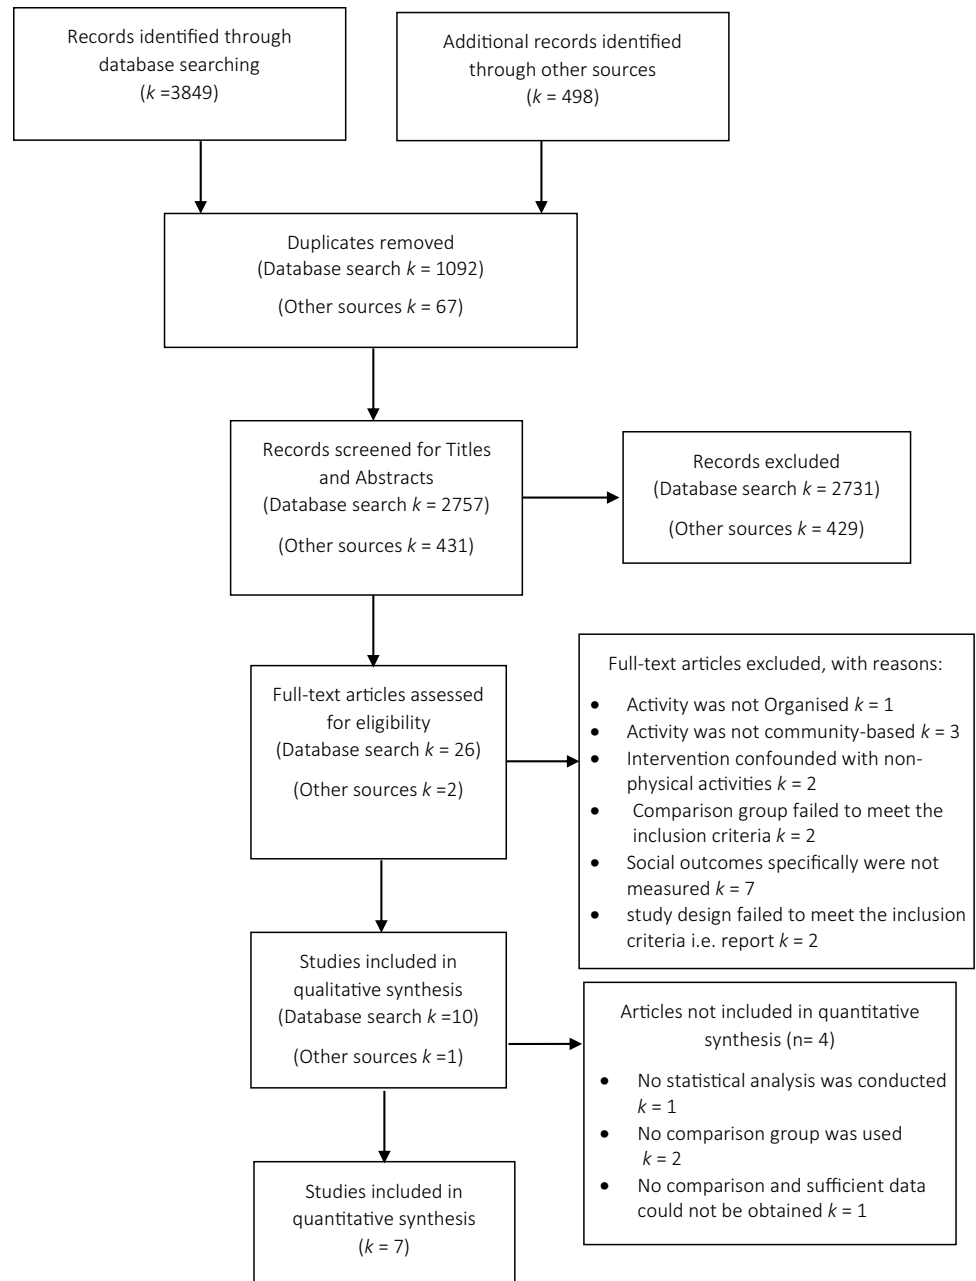 Records identified through
database searching
(k =3849)
Additional records identified
through other sources
(k = 498)
Duplicates removed
(Database search k = 1092)
(Other sources k = 67)
Records screened for Titles
and Abstracts
(Database search k = 2757)
(Other sources k = 431)
Records excluded
(Database search k = 2731)
(Other sources k = 429)
Full-text articles assessed
for eligibility
(Database search k = 26)
(Other sources k =2)
Full-text articles excluded, with reasons:
• Activity was not Organised k = 1
• Activity was not community-based k = 3
• Intervention confounded with non-
physical activities k = 2
• Comparison group failed to meet the
inclusion criteria k = 2
• Social outcomes specifically were not
measured k = 7
• study design failed to meet the inclusion
criteria i.e. report k = 2
Studies included in
qualitative synthesis
(Database search k =10)
(Other sources k =1)
Articles not included in quantitative
synthesis (n= 4)
• No statistical analysis was conducted
k = 1
• No comparison group was used
k = 2
• No comparison and sufficient data
could not be obtained k = 1
Studies included in
quantitative synthesis
(k = 7)